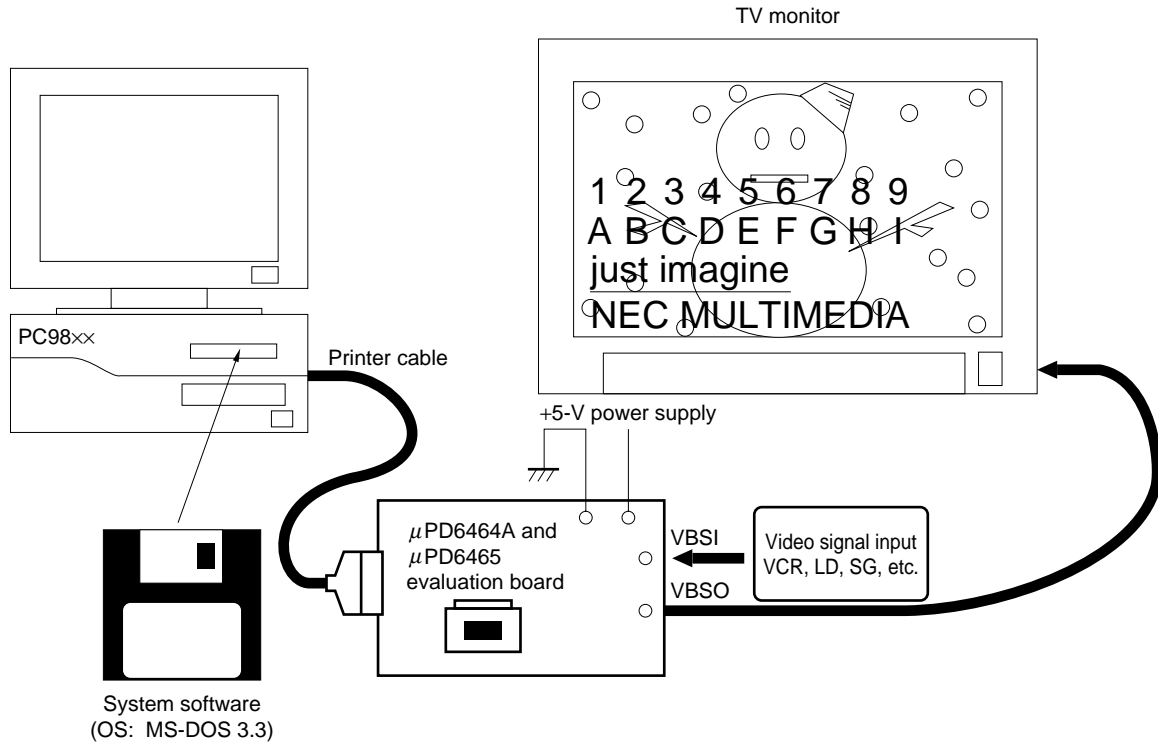 TV monitor
1 2 3 4 5 6 7 8 9
A B C D E F G H I
just imagine
NEC MULTIMEDIA
PC98××
Printer cable
+5-V power supply
μPD6464A and
μPD6465
evaluation board
VBSI
VBSO
Video signal input
VCR, LD, SG, etc.
System software
(OS: MS-DOS 3.3)